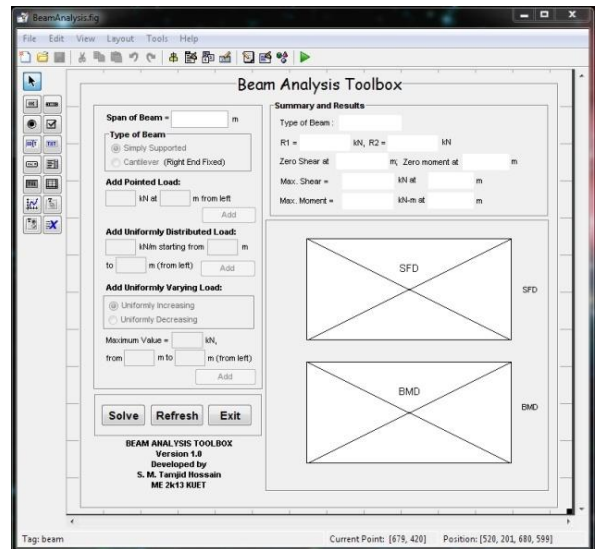 BeamAnalysis.fig
File Edit View Layout Tools Help
Beam Analysis Toolbox
Span of Beam = m
Type of Beam
Simply Supported
Cantilever (Right End Fixed)
Add Pointed Load:
kN at m from left
Add
Add Uniformly Distributed Load:
kN/m starting from m
to m (from left) Add
Add Uniformly Varying Load:
Uniformly Increasing
Uniformly Decreasing
Maximum Value = kN,
from m to m (from left)
Add
Solve Refresh Exit
BEAM ANALYSIS TOOLBOX
Version 1.0
Developed by
S. M. Tamjid Hossain
ME 2k13 KUET
Summary and Results
Type of Beam :
R1 = kN, R2 = kN
Zero Shear at m; Zero moment at m
Max. Shear = kN at m
Max. Moment = kN-m at m
SFD
SFD
BMD
BMD
Tag: beam Current Point: [679, 420] Position: [520, 201, 680, 599]